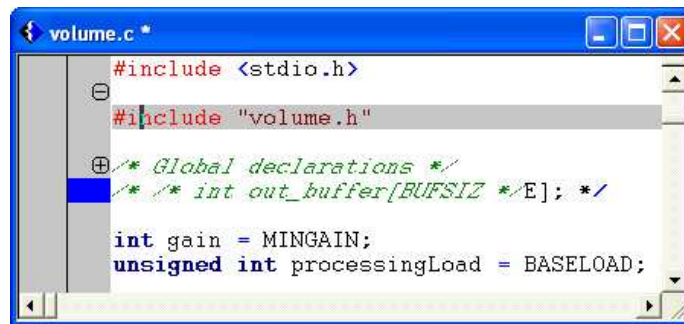 volume.c *
#include <stdio.h>
#include "volume.h"
/* Global declarations */
/* /* int out_buffer[BUFSIZ */E]; */
int gain = MINGAIN;
unsigned int processingLoad = BASELOAD;